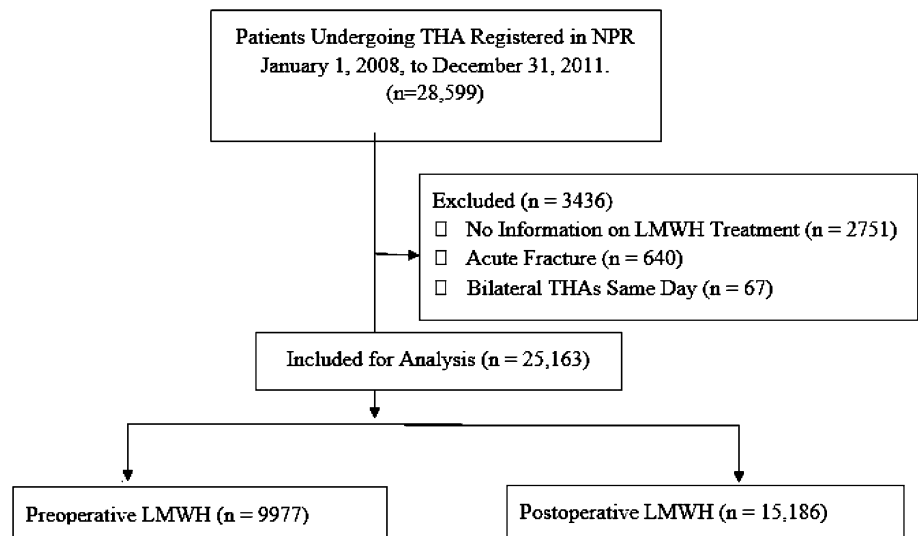 Patients Undergoing THA Registered in NPR
January 1, 2008, to December 31, 2011.
(n=28,599)
Excluded (n = 3436)
No Information on LMWH Treatment (n = 2751)
Acute Fracture (n = 640)
Bilateral THAs Same Day (n = 67)
Included for Analysis (n = 25,163)
Preoperative LMWH (n = 9977)
Postoperative LMWH (n = 15,186)